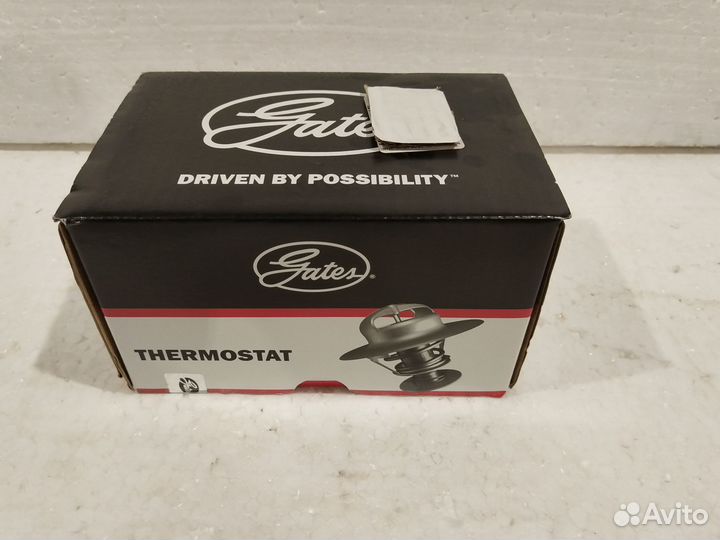 Gates
DRIVEN BY POSSIBILITY™
Gates®
THERMOSTAT
Avito